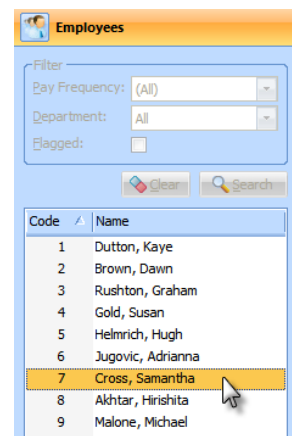 Employees
Filter
Pay Frequency: (All)
Department: All
Flagged:
Clear Search
Code Name
1 Dutton, Kaye
2 Brown, Dawn
3 Rushton, Graham
4 Gold, Susan
5 Helmrich, Hugh
6 Jugovic, Adrianna
7 Cross, Samantha
8 Akhtar, Hirishita
9 Malone, Michael